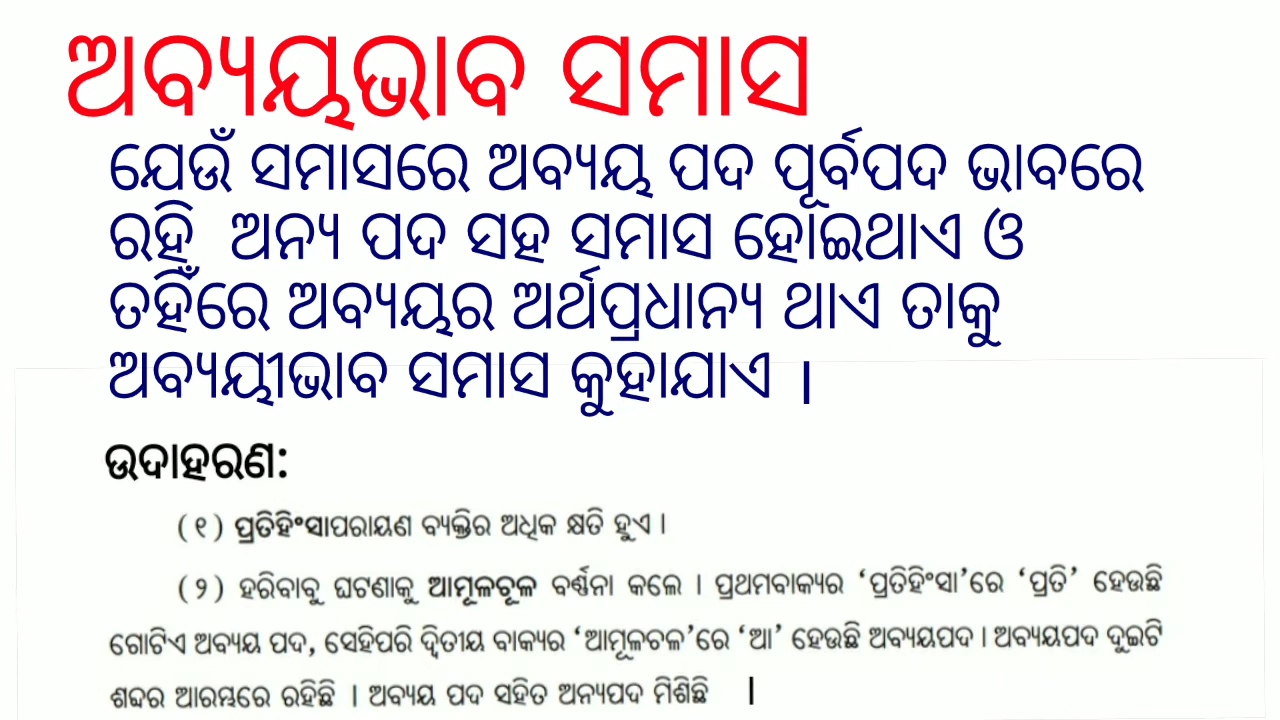 ଅବ୍ୟୟଭାବ ସମାସ
ଯେଉଁ ସମାସରେ ଅବ୍ୟୟ ପଦ ପୂର୍ବପଦ ଭାବରେ
ରହି ଅନ୍ୟ ପଦ ସହ ସମାସ ହୋଇଥାଏ ଓ
ତହିଁରେ ଅବ୍ୟୟର ଅର୍ଥପ୍ରଧାନ୍ୟ ଥାଏ ତାକୁ
ଅବ୍ୟୟୀଭାବ ସମାସ କୁହାଯାଏ ।
ଉଦାହରଣ:
(୧) ପ୍ରତିହିଂସାପରାୟଣ ବ୍ୟକ୍ତିର ଅଧିକ କ୍ଷତି ହୁଏ ।
(୨) ହରିବାବୁ ଘଟଣାକୁ ଆମୂଳଚୂଳ ବର୍ଣ୍ଣନା କଲେ । ପ୍ରଥମବାକ୍ୟର ‘ପ୍ରତିହିଂସା’ରେ ‘ପ୍ରତି’ ହେଉଛି
ଗୋଟିଏ ଅବ୍ୟୟ ପଦ, ସେହିପରି ଦ୍ୱିତୀୟ ବାକ୍ୟର ‘ଆମୂଳଚଳ’ରେ ‘ଆ’ ହେଉଛି ଅବ୍ୟୟପଦ । ଅବ୍ୟୟପଦ ଦୁଇଟି
ଶବ୍ଦର ଆରମ୍ଭରେ ରହିଛି । ଅବ୍ୟୟ ପଦ ସହିତ ଅନ୍ୟପଦ ମିଶିଛି ।